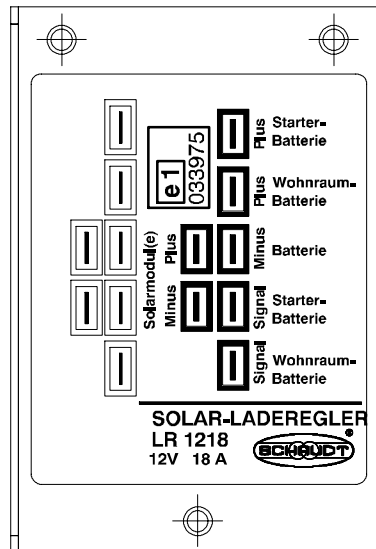 e1
033975
Plus
Starter-
Batterie
Plus
Wohnraum-
Batterie
Solarmodul(e)
Plus
Minus
Batterie
Minus
Signal
Starter-
Batterie
Signal
Wohnraum-
Batterie
SOLAR-LADEREGLER
LR 1218
12V 18 A
SCHAUDT
®